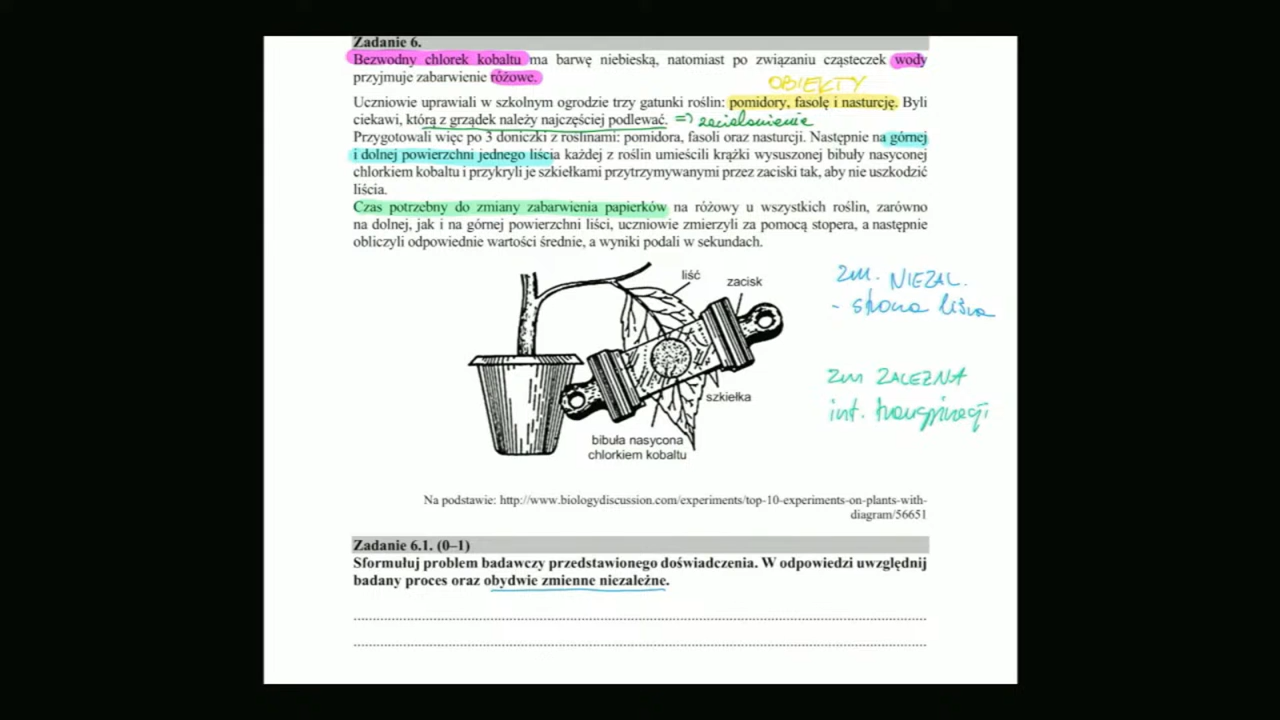 Zadanie 6.
Bezwodny chlorek kobaltu ma barwę niebieską, natomiast po związaniu cząsteczek wody
przyjmuje zabarwienie różowe.
OBIEKTY
Uczniowie uprawiali w szkolnym ogrodzie trzy gatunki roślin: pomidory, fasolę i nasturcję. Byli
ciekawi, którą z grządek należy najczęściej podlewać. =>
Przygotowali więc po 3 doniczki z roślinami: pomidora, fasoli oraz nasturcji. Następnie na górnej
i dolnej powierzchni jednego liścia każdej z roślin umieścili krążki wysuszonej bibuły nasyconej
chlorkiem kobaltu i przykryli je szkiełkami przytrzymywanymi przez zaciski tak, aby nie uszkodzić
liścia.
Czas potrzebny do zmiany zabarwienia papierków na różowy u wszystkich roślin, zarówno
na dolnej, jak i na górnej powierzchni liści, uczniowie zmierzyli za pomocą stopera, a następnie
obliczyli odpowiednie wartości średnie, a wyniki podali w sekundach.
liść
zacisk
szkiełka
bibuła nasycona
chlorkiem kobaltu
zm. NIEZAL.
- strona liścia
zm ZALEŻNA
int. transpiracji
Na podstawie: http://www.biologydiscussion.com/experiments/top-10-experiments-on-plants-with-
diagram/56651
Zadanie 6.1. (0–1)
Sformułuj problem badawczy przedstawionego doświadczenia. W odpowiedzi uwzględnij
badany proces oraz obydwie zmienne niezależne.